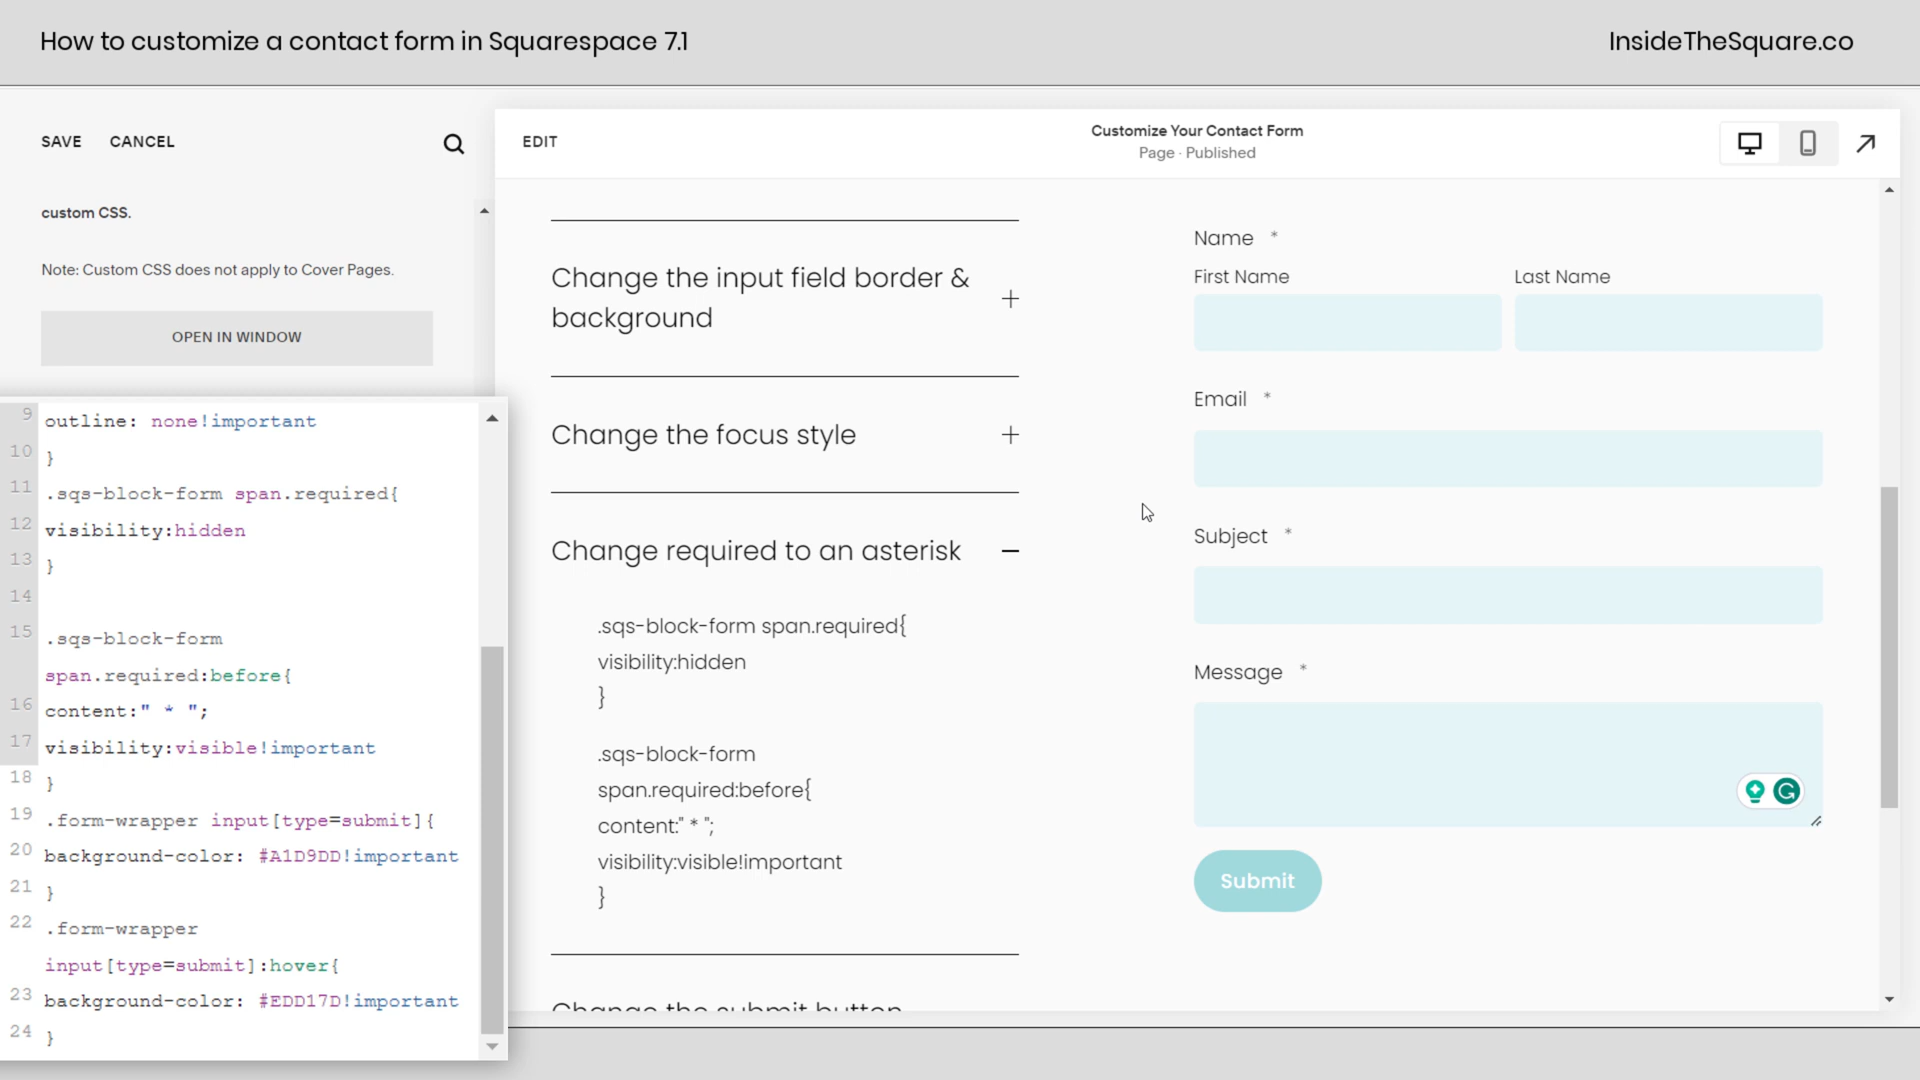 How to customize a contact form in Squarespace 7.1
InsideTheSquare.co
SAVE
CANCEL
custom CSS.
Note: Custom CSS does not apply to Cover Pages.
OPEN IN WINDOW
9
outline: none!important
10
}
11
.sqs-block-form span.required{
12
visibility:hidden
13
}
14
15
.sqs-block-form
span.required:before{
16
content:" * ";
17
visibility:visible!important
18
}
19
.form-wrapper input[type=submit]{
20
background-color: #A1D9DD!important
21
}
22
.form-wrapper
input[type=submit]:hover{
23
background-color: #EDD17D!important
24
}
EDIT
Customize Your Contact Form
Page · Published
Change the input field border &
background
+
Change the focus style
+
Change required to an asterisk
−
.sqs-block-form span.required{
visibility:hidden
}
.sqs-block-form
span.required:before{
content:" * ";
visibility:visible!important
}
Change the submit button
Name *
First Name
Last Name
Email *
Subject *
Message *
Submit